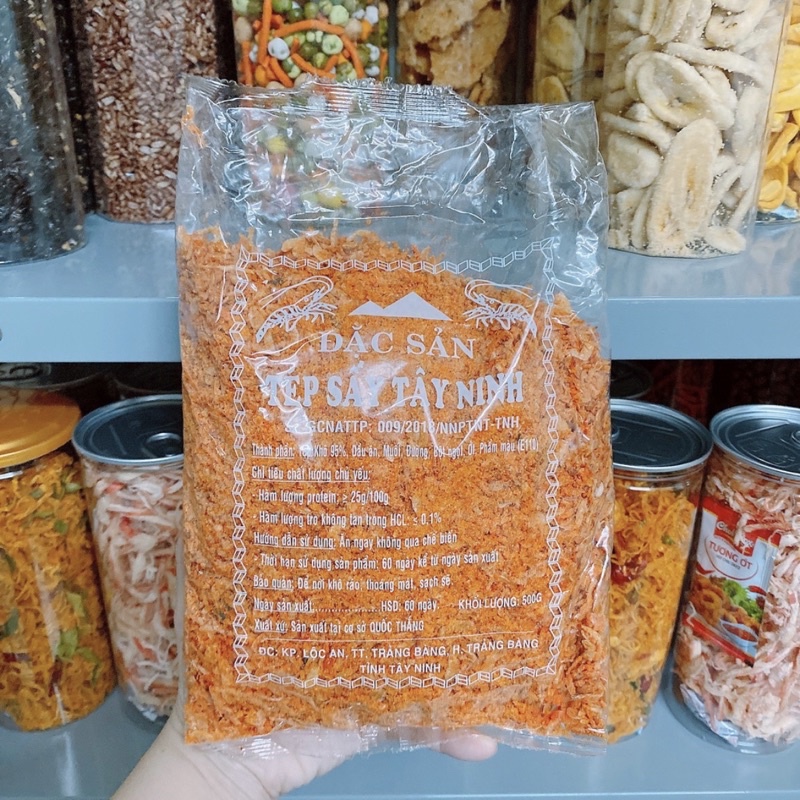 ĐẶC SẢN
TÉP SẤY TÂY NINH
GCNATTP: 009/2018/NNPTNT-TNH
Thành phần: Tép Khô 95%, Dầu ăn, Muối, Đường, Bột ngọt, Ớt, Phẩm màu (E110)
Ghi tiêu chất lượng chủ yếu:
- Hàm lượng protein: ≥ 25g/100g
- Hàm lượng tro không tan trong HCL: ≤ 0.1%
Hướng dẫn sử dụng: Ăn ngay không qua chế biến
* Thời hạn sử dụng sản phẩm: 60 ngày kể từ ngày sản xuất
Bảo quản: Để nơi khô ráo, thoáng mát, sạch sẽ.
Ngày sản xuất.................. HSD: 60 ngày. KHỐI LƯỢNG: 500G
Xuất xứ: Sản xuất tại cơ sở QUỐC THẮNG
ĐC: KP. LỘC AN, TT. TRẢNG BÀNG, H. TRẢNG BÀNG
TỈNH TÂY NINH
TƯƠNG ỚT